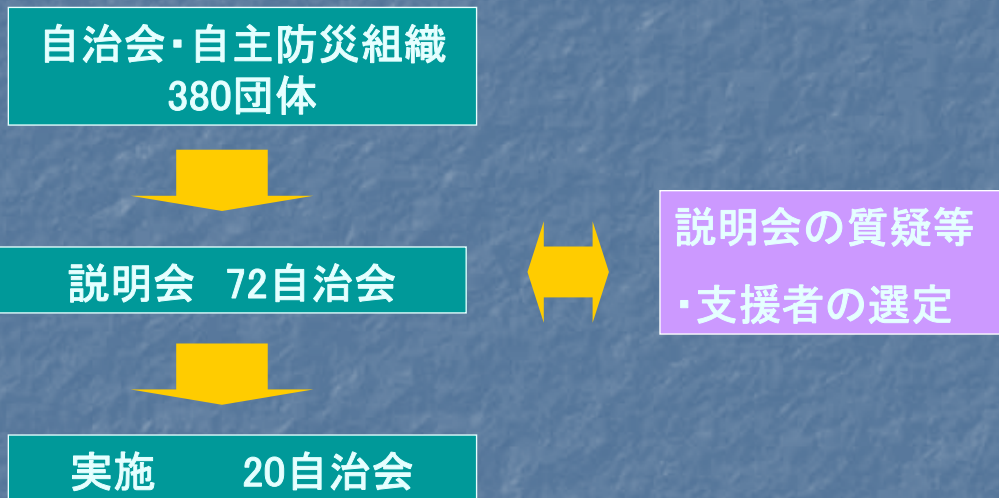 自治会・自主防災組織
380団体
説明会　72自治会
説明会の質疑等
・支援者の選定
実施　　20自治会